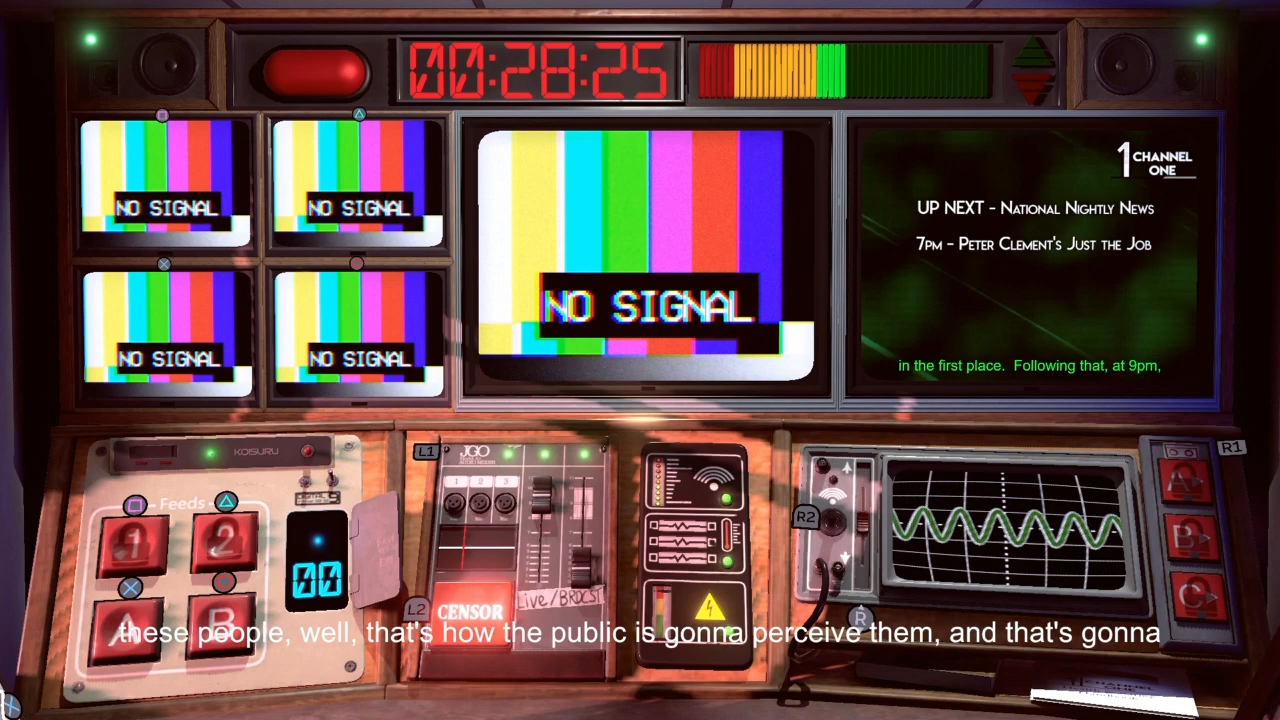 00:28:25
NO SIGNAL
NO SIGNAL
NO SIGNAL
NO SIGNAL
NO SIGNAL
1 CHANNEL
ONE
UP NEXT - NATIONAL NIGHTLY NEWS
7PM - PETER CLEMENT'S JUST THE JOB
in the first place.  Following that, at 9pm,
KOISURU
Feeds
1
2
A
B
00
L1
JGO
1 2 3
L2
CENSOR
Live/BRDCST
R2
R
R1
A
B
C
these people, well, that's how the public is gonna perceive them, and that's gonna
CHANNEL
ONE